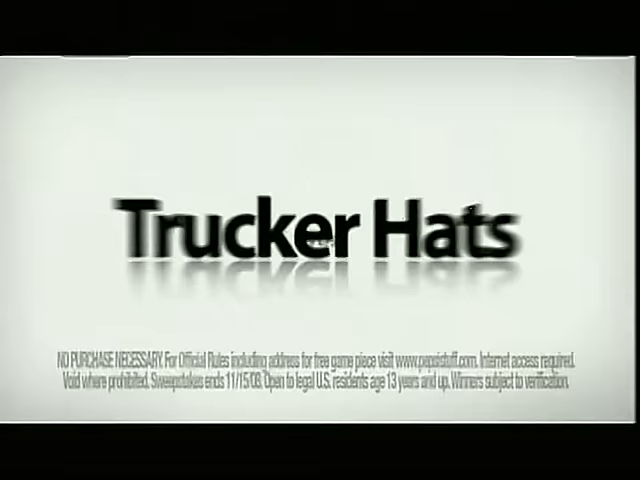 Trucker Hats
NO PURCHASE NECESSARY. For Official Rules including address for free game piece visit www.pepsistuff.com. Internet access required.
Void where prohibited. Sweepstakes ends 11/15/08. Open to legal U.S. residents age 13 years and up. Winners subject to verification.